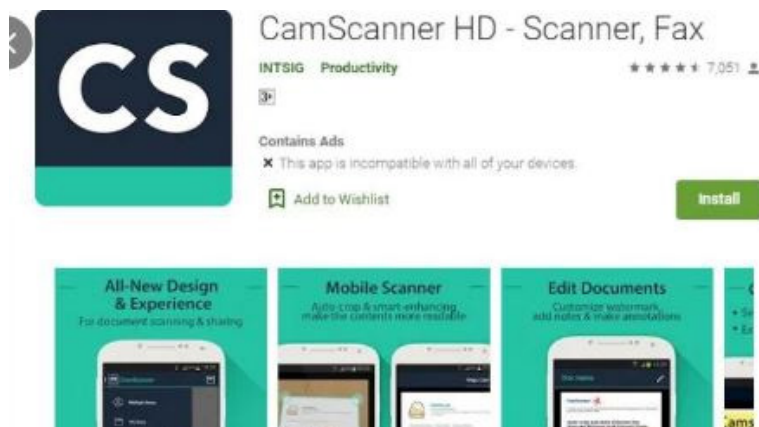 CS
CamScanner HD - Scanner, Fax
INTSIG Productivity
7,051
3+
Contains Ads
This app is incompatible with all of your devices.
Add to Wishlist
Install
All-New Design
& Experience
For document scanning & sharing
Mobile Scanner
Auto-crop & smart-enhancing
make the contents more readable
Edit Documents
Customize watermark,
add notes & make annotations
CamScanner